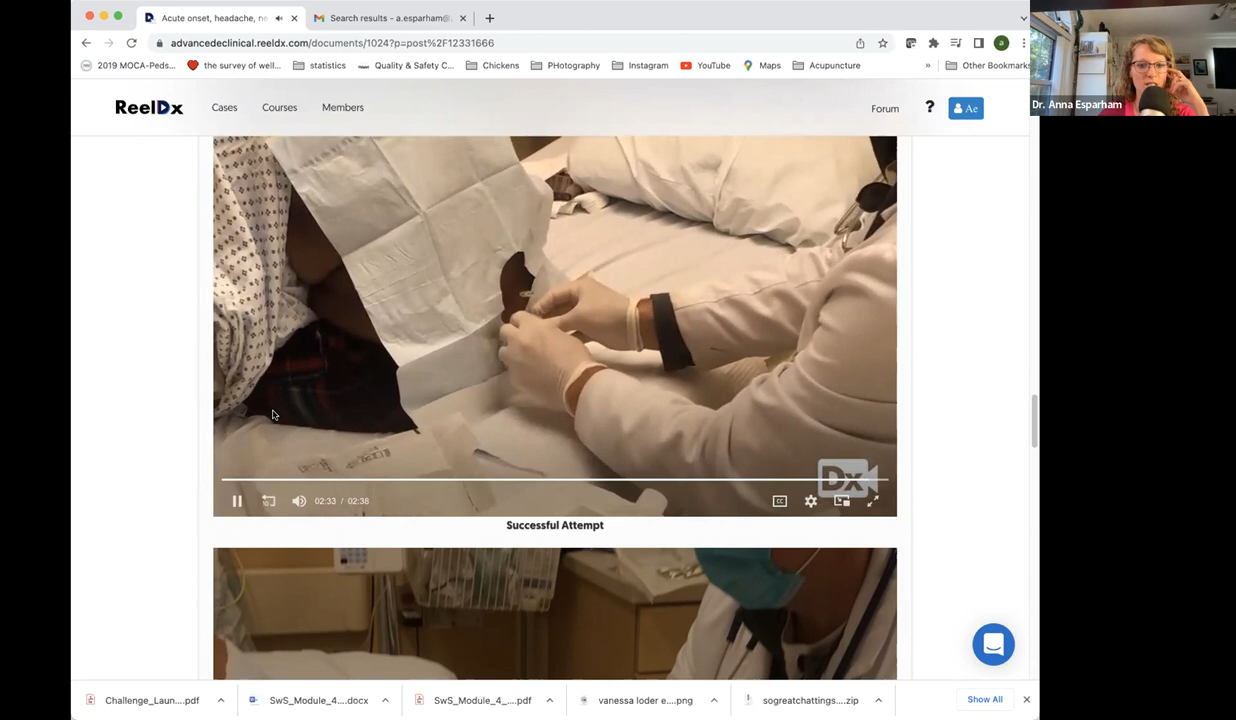 Acute onset, headache, ne
Search results - a.esparham@
advancedeclinical.reeldx.com/documents/1024?p=post%2F12331666
a
2019 MOCA-Peds... the survey of well... statistics Quality & Safety C... Chickens PHotography Instagram YouTube Maps Acupuncture » Other Bookmarks
Dr. Anna Esparham
ReelDx Cases Courses Members Forum ? Ae
Dx
02:33 / 02:38 CC
Successful Attempt
Challenge_Laun....pdf SwS_Module_4....docx SwS_Module_4_....pdf vanessa loder e....png sogreatchattings....zip Show All